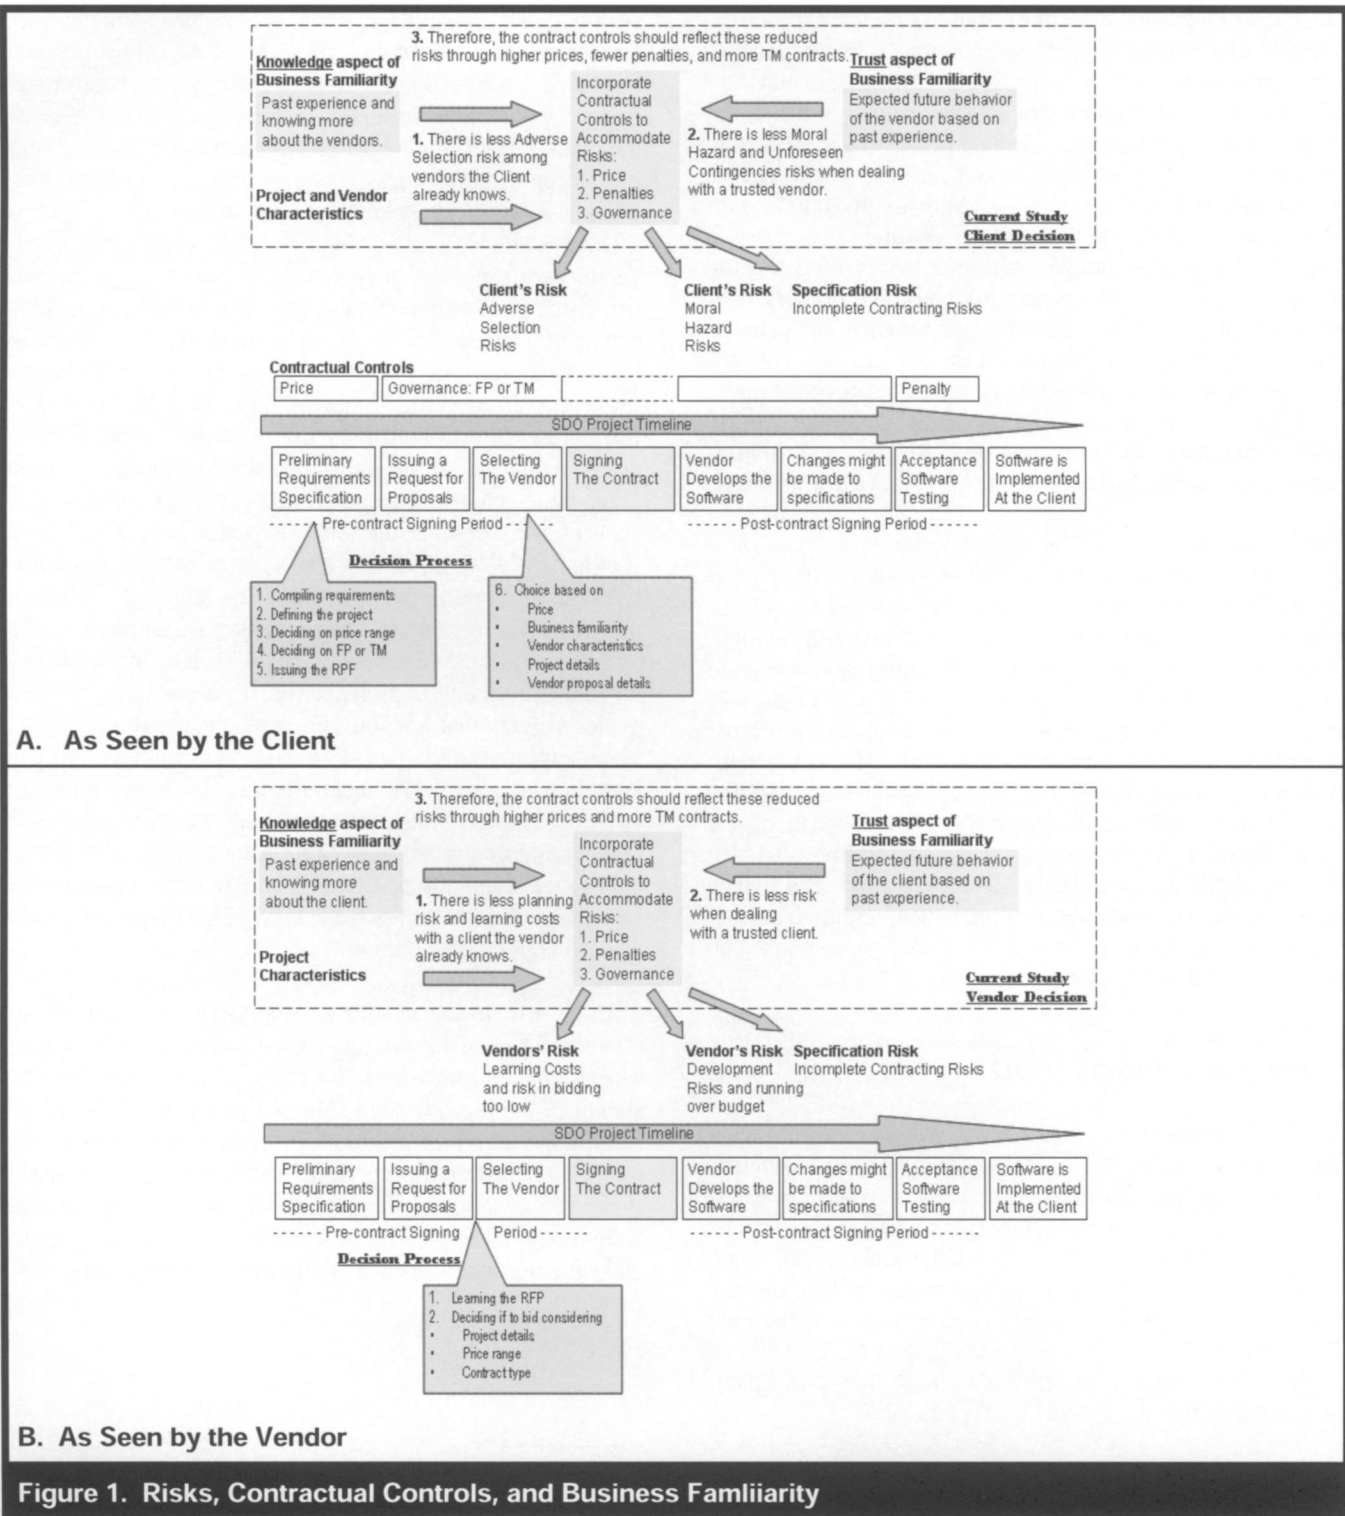 3. Therefore, the contract controls should reflect these reduced
risks through higher prices, fewer penalties, and more TM contracts.
Knowledge aspect of
Business Familiarity
Past experience and
knowing more
about the vendors.
1. There is less Adverse
Selection risk among
vendors the Client
already knows.
Project and Vendor
Characteristics
Incorporate
Contractual
Controls to
Accommodate
Risks:
1. Price
2. Penalties
3. Governance
Trust aspect of
Business Familiarity
Expected future behavior
of the vendor based on
past experience.
2. There is less Moral
Hazard and Unforeseen
Contingencies risks when dealing
with a trusted vendor.
Current Study
Client Decision
Client's Risk
Adverse
Selection
Risks
Client's Risk
Moral
Hazard
Risks
Specification Risk
Incomplete Contracting Risks
Contractual Controls
Price
Governance: FP or TM
Penalty
SDO Project Timeline
Preliminary
Requirements
Specification
Issuing a
Request for
Proposals
Selecting
The Vendor
Signing
The Contract
Vendor
Develops the
Software
Changes might
be made to
specifications
Acceptance
Software
Testing
Software is
Implemented
At the Client
------ Pre-contract Signing Period ------
------ Post-contract Signing Period ------
Decision Process
1. Compiling requirements
2. Defining the project
3. Deciding on price range
4. Deciding on FP or TM
5. Issuing the RPF
6. Choice based on
• Price
• Business familiarity
• Vendor characteristics
• Project details
• Vendor proposal details
A. As Seen by the Client
3. Therefore, the contract controls should reflect these reduced
risks through higher prices and more TM contracts.
Knowledge aspect of
Business Familiarity
Past experience and
knowing more
about the client.
1. There is less planning
risk and learning costs
with a client the vendor
already knows.
Project
Characteristics
Incorporate
Contractual
Controls to
Accommodate
Risks:
1. Price
2. Penalties
3. Governance
Trust aspect of
Business Familiarity
Expected future behavior
of the client based on
past experience.
2. There is less risk
when dealing
with a trusted client.
Current Study
Vendor Decision
Vendors' Risk
Learning Costs
and risk in bidding
too low
Vendor's Risk
Development
Risks and running
over budget
Specification Risk
Incomplete Contracting Risks
SDO Project Timeline
Preliminary
Requirements
Specification
Issuing a
Request for
Proposals
Selecting
The Vendor
Signing
The Contract
Vendor
Develops the
Software
Changes might
be made to
specifications
Acceptance
Software
Testing
Software is
Implemented
At the Client
------ Pre-contract Signing Period ------
------ Post-contract Signing Period ------
Decision Process
1. Learning the RFP
2. Deciding if to bid considering
• Project details
• Price range
• Contract type
B. As Seen by the Vendor
Figure 1. Risks, Contractual Controls, and Business Famliiarity